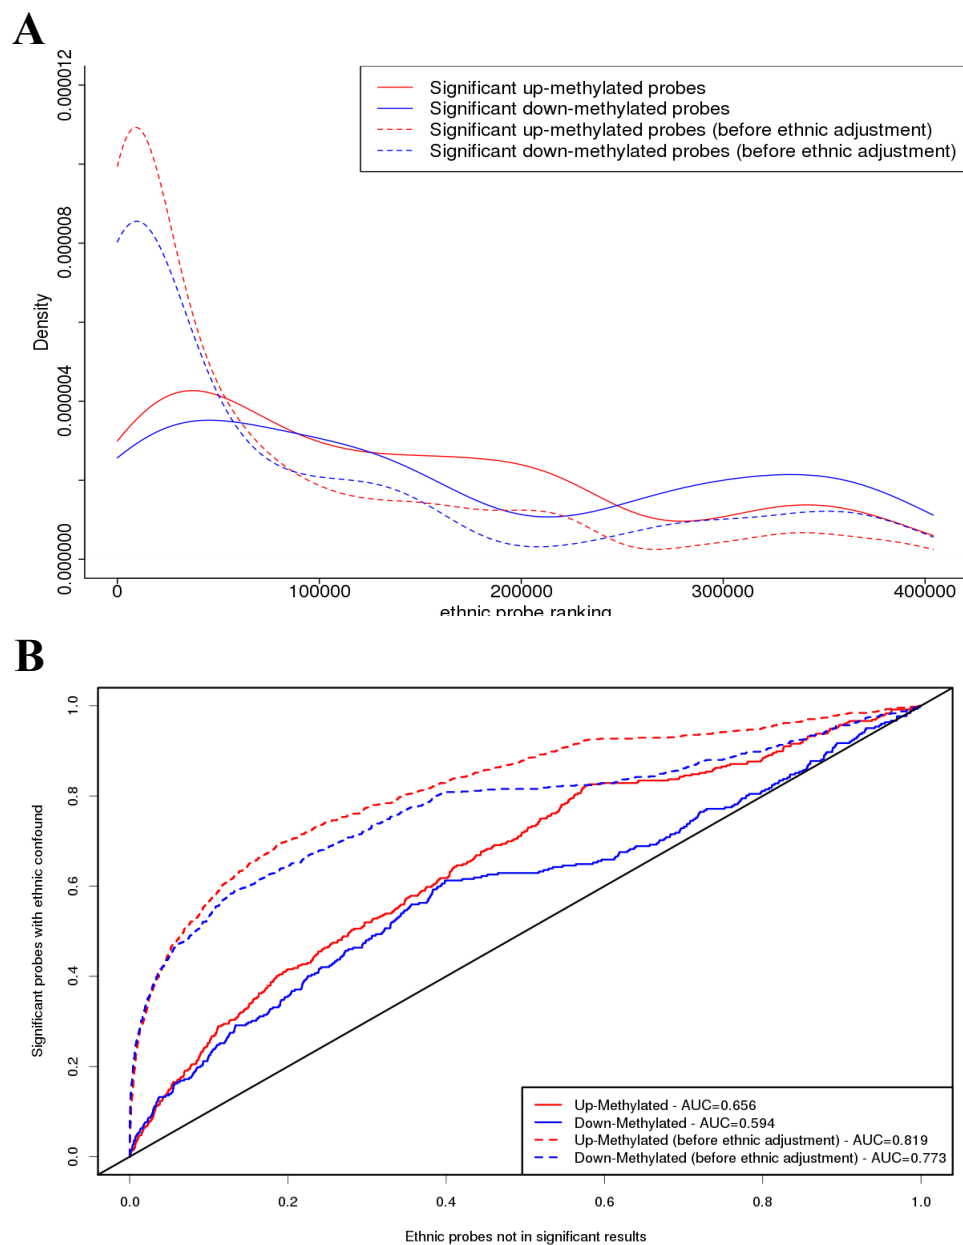 A
0.000012
0.000008
0.000004
0.00000
Density
Significant up-methylated probes
Significant down-methylated probes
Significant up-methylated probes (before ethnic adjustment)
Significant down-methylated probes (before ethnic adjustment)
0 100000 200000 300000 400000
ethnic probe ranking
B
1.0
0.8
0.6
0.4
0.2
0.0
Significant probes with ethnic confound
Up-Methylated - AUC=0.656
Down-Methylated - AUC=0.594
Up-Methylated (before ethnic adjustment) - AUC=0.819
Down-Methylated (before ethnic adjustment) - AUC=0.773
0.0 0.2 0.4 0.6 0.8 1.0
Ethnic probes not in significant results